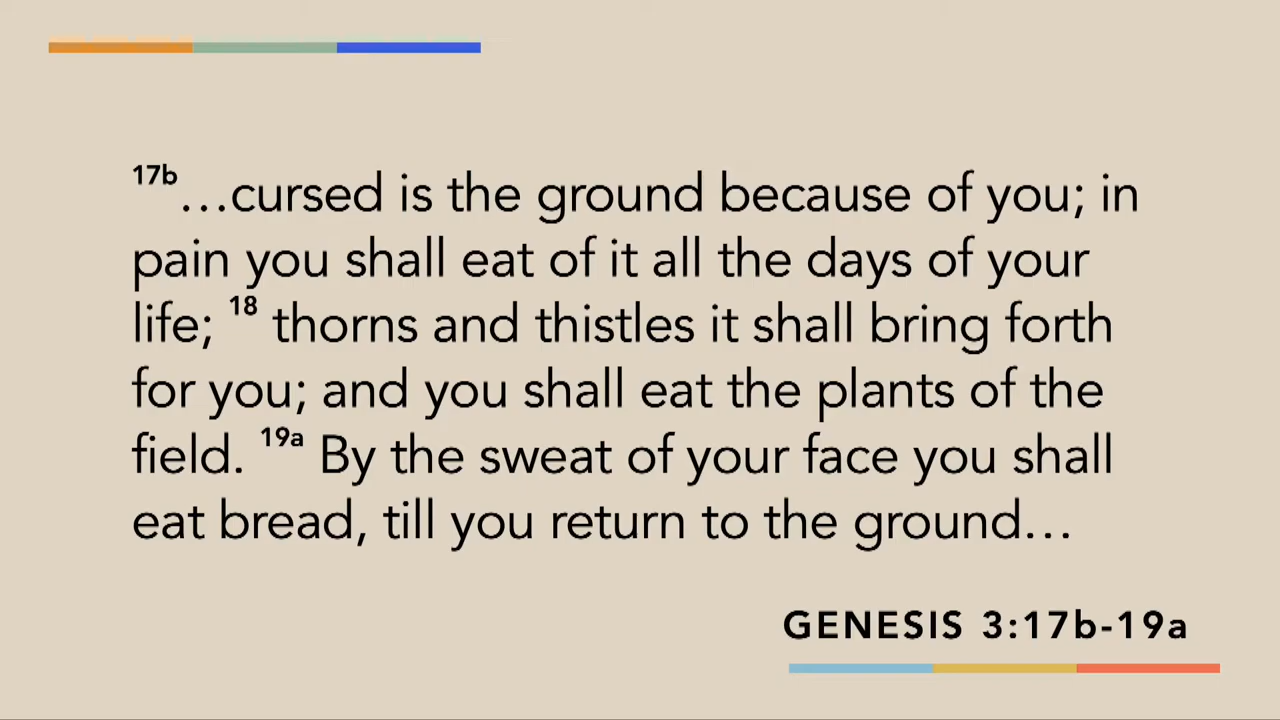 17b…cursed is the ground because of you; in
pain you shall eat of it all the days of your
life; 18 thorns and thistles it shall bring forth
for you; and you shall eat the plants of the
field. 19a By the sweat of your face you shall
eat bread, till you return to the ground…
GENESIS 3:17b-19a